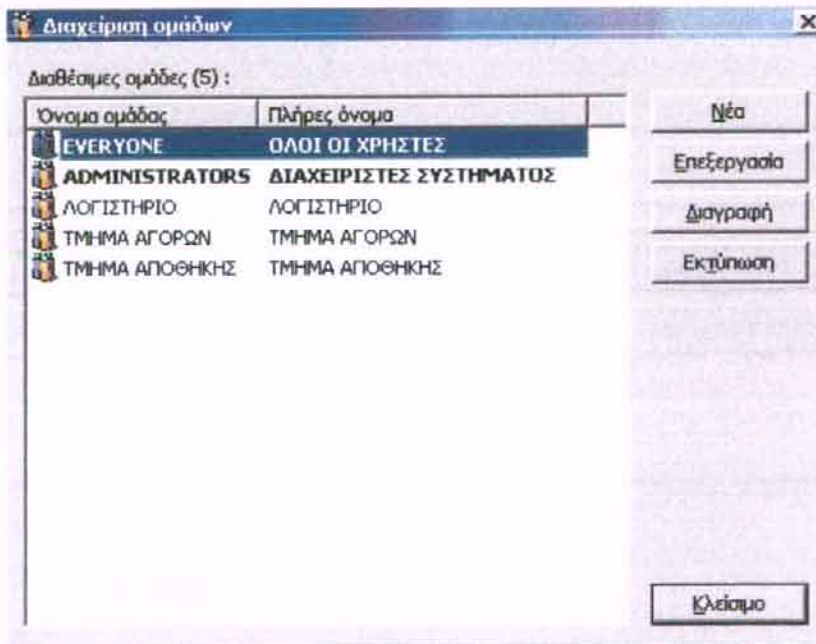 Διαχείριση ομάδων
Διαθέσιμες ομάδες (5) :
Όνομα ομάδας Πλήρες όνομα
EVERYONE ΟΛΟΙ ΟΙ ΧΡΗΣΤΕΣ
ADMINISTRATORS ΔΙΑΧΕΙΡΙΣΤΕΣ ΣΥΣΤΗΜΑΤΟΣ
ΛΟΓΙΣΤΗΡΙΟ ΛΟΓΙΣΤΗΡΙΟ
ΤΜΗΜΑ ΑΓΟΡΩΝ ΤΜΗΜΑ ΑΓΟΡΩΝ
ΤΜΗΜΑ ΑΠΟΘΗΚΗΣ ΤΜΗΜΑ ΑΠΟΘΗΚΗΣ
Νέα
Επεξεργασία
Διαγραφή
Εκτύπωση
Κλείσιμο